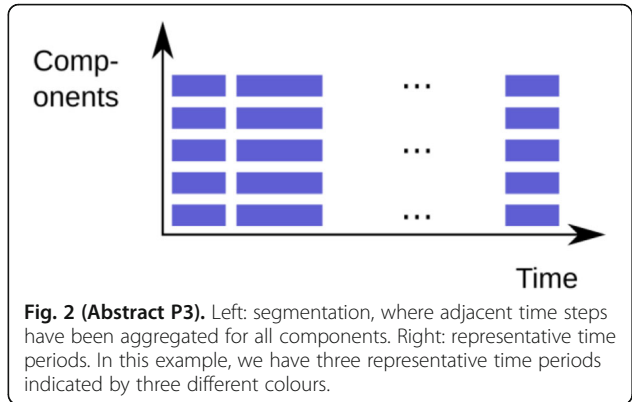 Comp-
onents
...
...
...
Time
Fig. 2 (Abstract P3). Left: segmentation, where adjacent time steps
have been aggregated for all components. Right: representative time
periods. In this example, we have three representative time periods
indicated by three different colours.